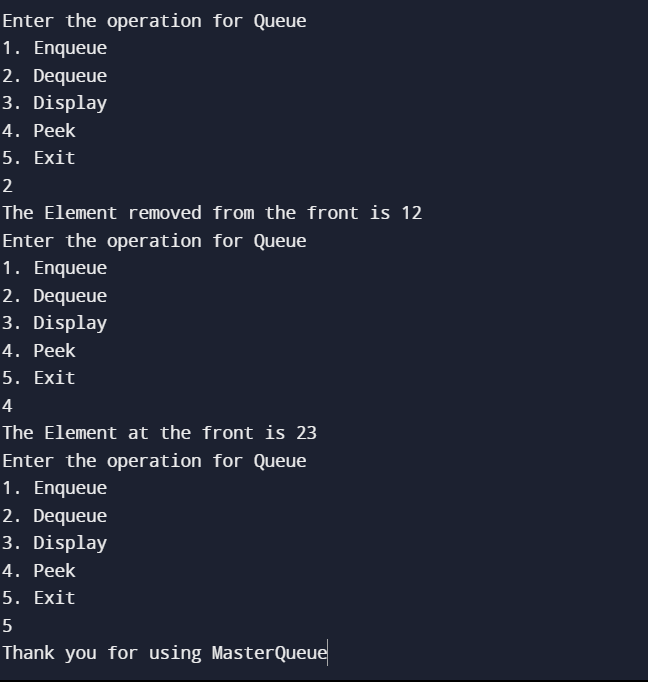 Enter the operation for Queue
1. Enqueue
2. Dequeue
3. Display
4. Peek
5. Exit
2
The Element removed from the front is 12
Enter the operation for Queue
1. Enqueue
2. Dequeue
3. Display
4. Peek
5. Exit
4
The Element at the front is 23
Enter the operation for Queue
1. Enqueue
2. Dequeue
3. Display
4. Peek
5. Exit
5
Thank you for using MasterQueue